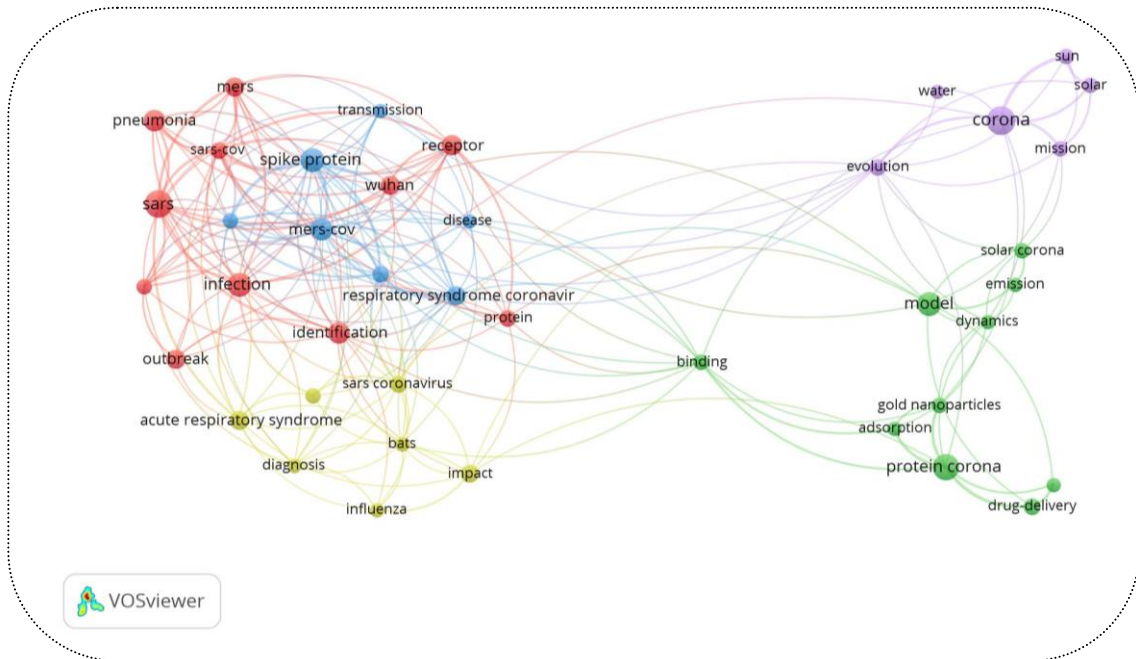 sun
water
solar
mers
transmission
pneumonia
corona
sars-cov
receptor
mission
spike protein
evolution
wuhan
sars
disease
mers-cov
solar corona
infection
emission
respiratory syndrome coronavir
model
protein
dynamics
identification
outbreak
binding
sars coronavirus
gold nanoparticles
acute respiratory syndrome
adsorption
bats
diagnosis
impact
protein corona
influenza
drug-delivery
VOSviewer